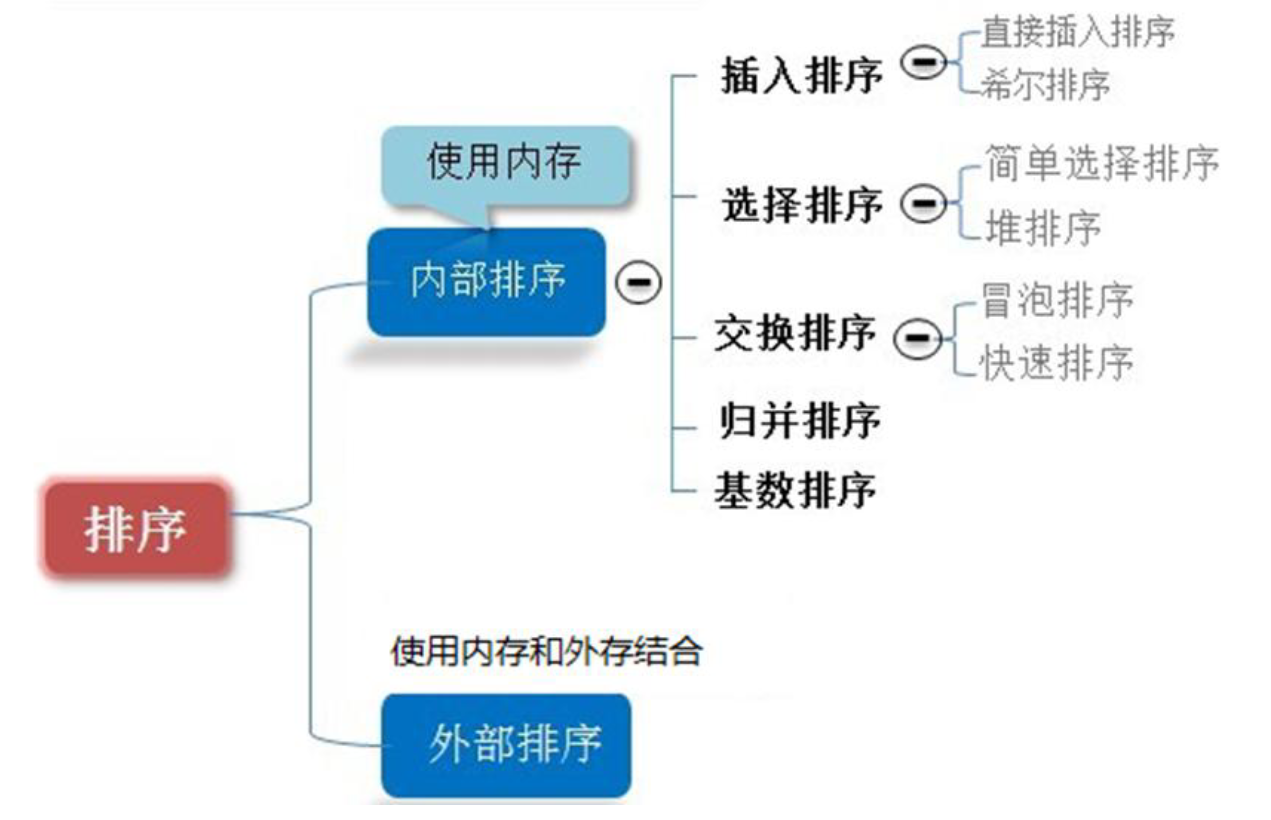 排序
使用内存
内部排序
插入排序
直接插入排序
希尔排序
选择排序
简单选择排序
堆排序
交换排序
冒泡排序
快速排序
归并排序
基数排序
使用内存和外存结合
外部排序